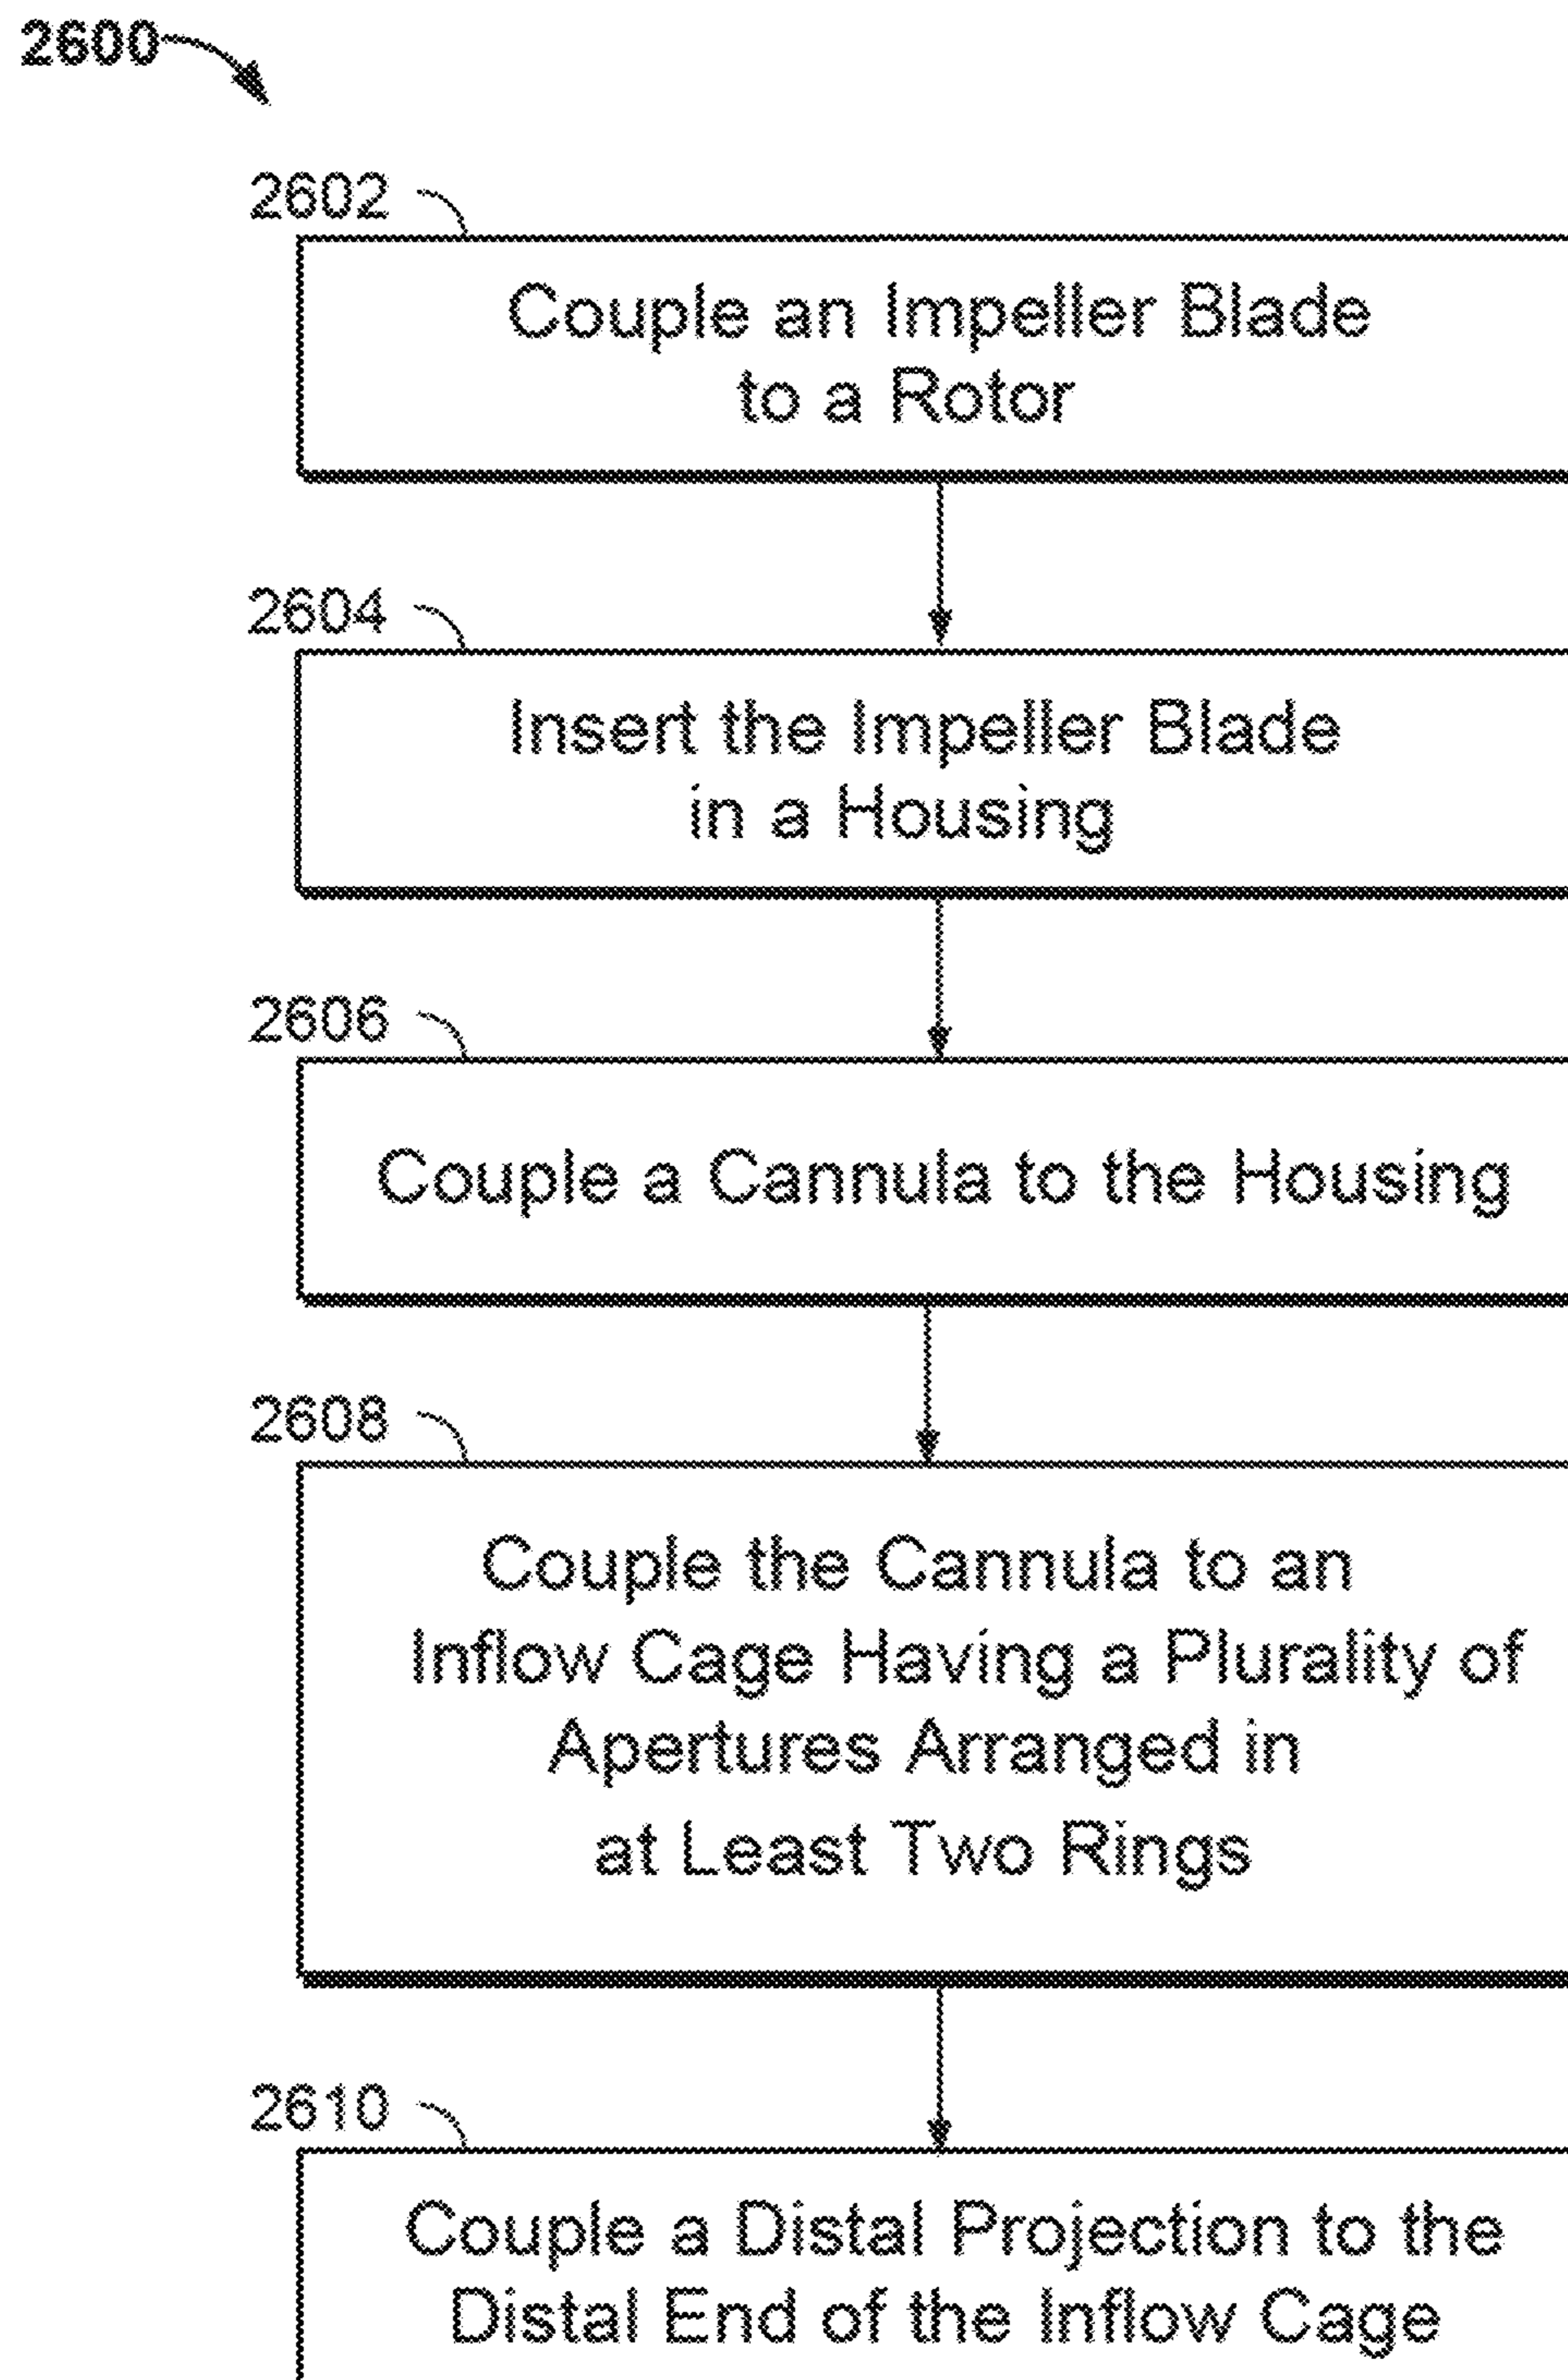 2600
2602
Couple an Impeller Blade
to a Rotor
2604
Insert the Impeller Blade
in a Housing
2606
Couple a Cannula to the Housing
2608
Couple the Cannula to an
Inflow Cage Having a Plurality of
Apertures Arranged in
at Least Two Rings
2610
Couple a Distal Projection to the
Distal End of the Inflow Cage